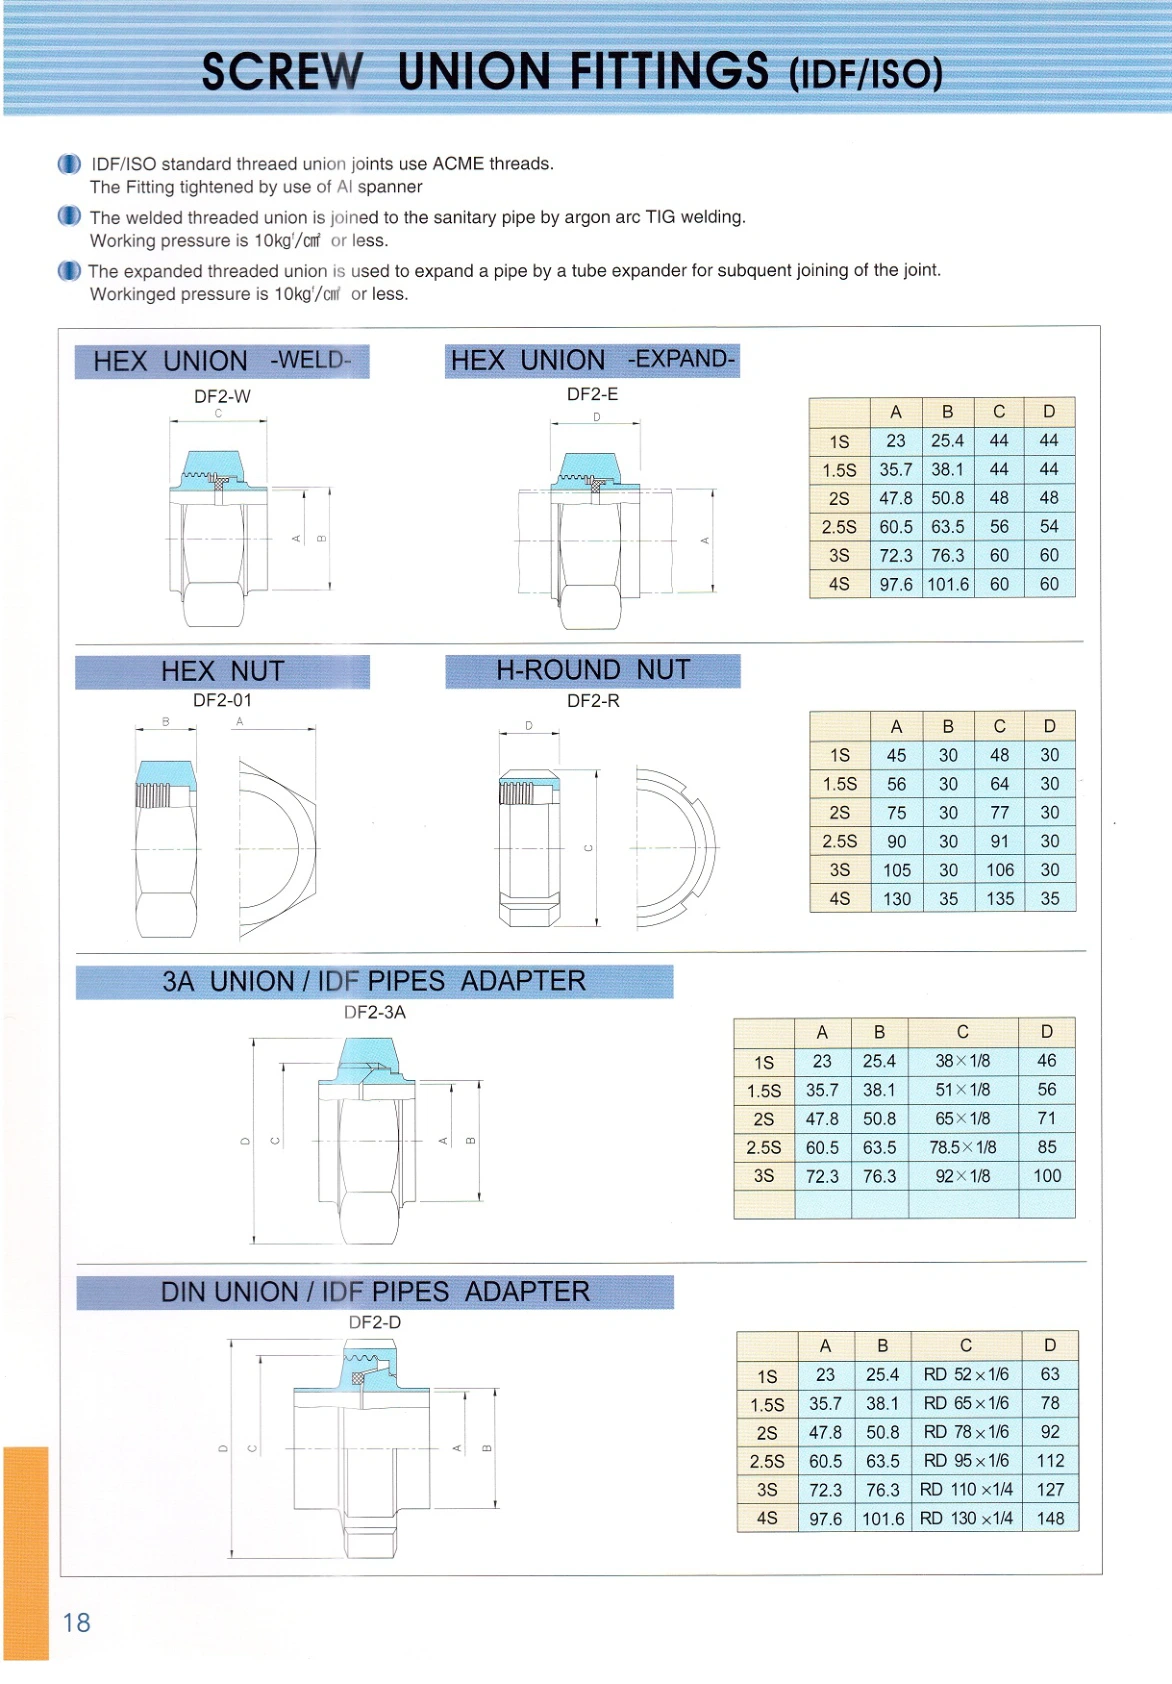 SCREW UNION FITTINGS (IDF/ISO)
IDF/ISO standard threaed union joints use ACME threads.
The Fitting tightened by use of Al spanner
The welded threaded union is joined to the sanitary pipe by argon arc TIG welding.
Working pressure is 10kgf/㎠ or less.
The expanded threaded union is used to expand a pipe by a tube expander for subquent joining of the joint.
Workinged pressure is 10kgf/㎠ or less.
HEX UNION -WELD-
DF2-W
C
A
B
HEX UNION -EXPAND-
DF2-E
D
A
A B C D
1S 23 25.4 44 44
1.5S 35.7 38.1 44 44
2S 47.8 50.8 48 48
2.5S 60.5 63.5 56 54
3S 72.3 76.3 60 60
4S 97.6 101.6 60 60
HEX NUT
DF2-01
B A
H-ROUND NUT
DF2-R
D
C
A B C D
1S 45 30 48 30
1.5S 56 30 64 30
2S 75 30 77 30
2.5S 90 30 91 30
3S 105 30 106 30
4S 130 35 135 35
3A UNION / IDF PIPES ADAPTER
DF2-3A
D C A B
A B C D
1S 23 25.4 38×1/8 46
1.5S 35.7 38.1 51×1/8 56
2S 47.8 50.8 65×1/8 71
2.5S 60.5 63.5 78.5×1/8 85
3S 72.3 76.3 92×1/8 100
DIN UNION / IDF PIPES ADAPTER
DF2-D
D C A B
A B C D
1S 23 25.4 RD 52×1/6 63
1.5S 35.7 38.1 RD 65×1/6 78
2S 47.8 50.8 RD 78×1/6 92
2.5S 60.5 63.5 RD 95×1/6 112
3S 72.3 76.3 RD 110 ×1/4 127
4S 97.6 101.6 RD 130 ×1/4 148
18